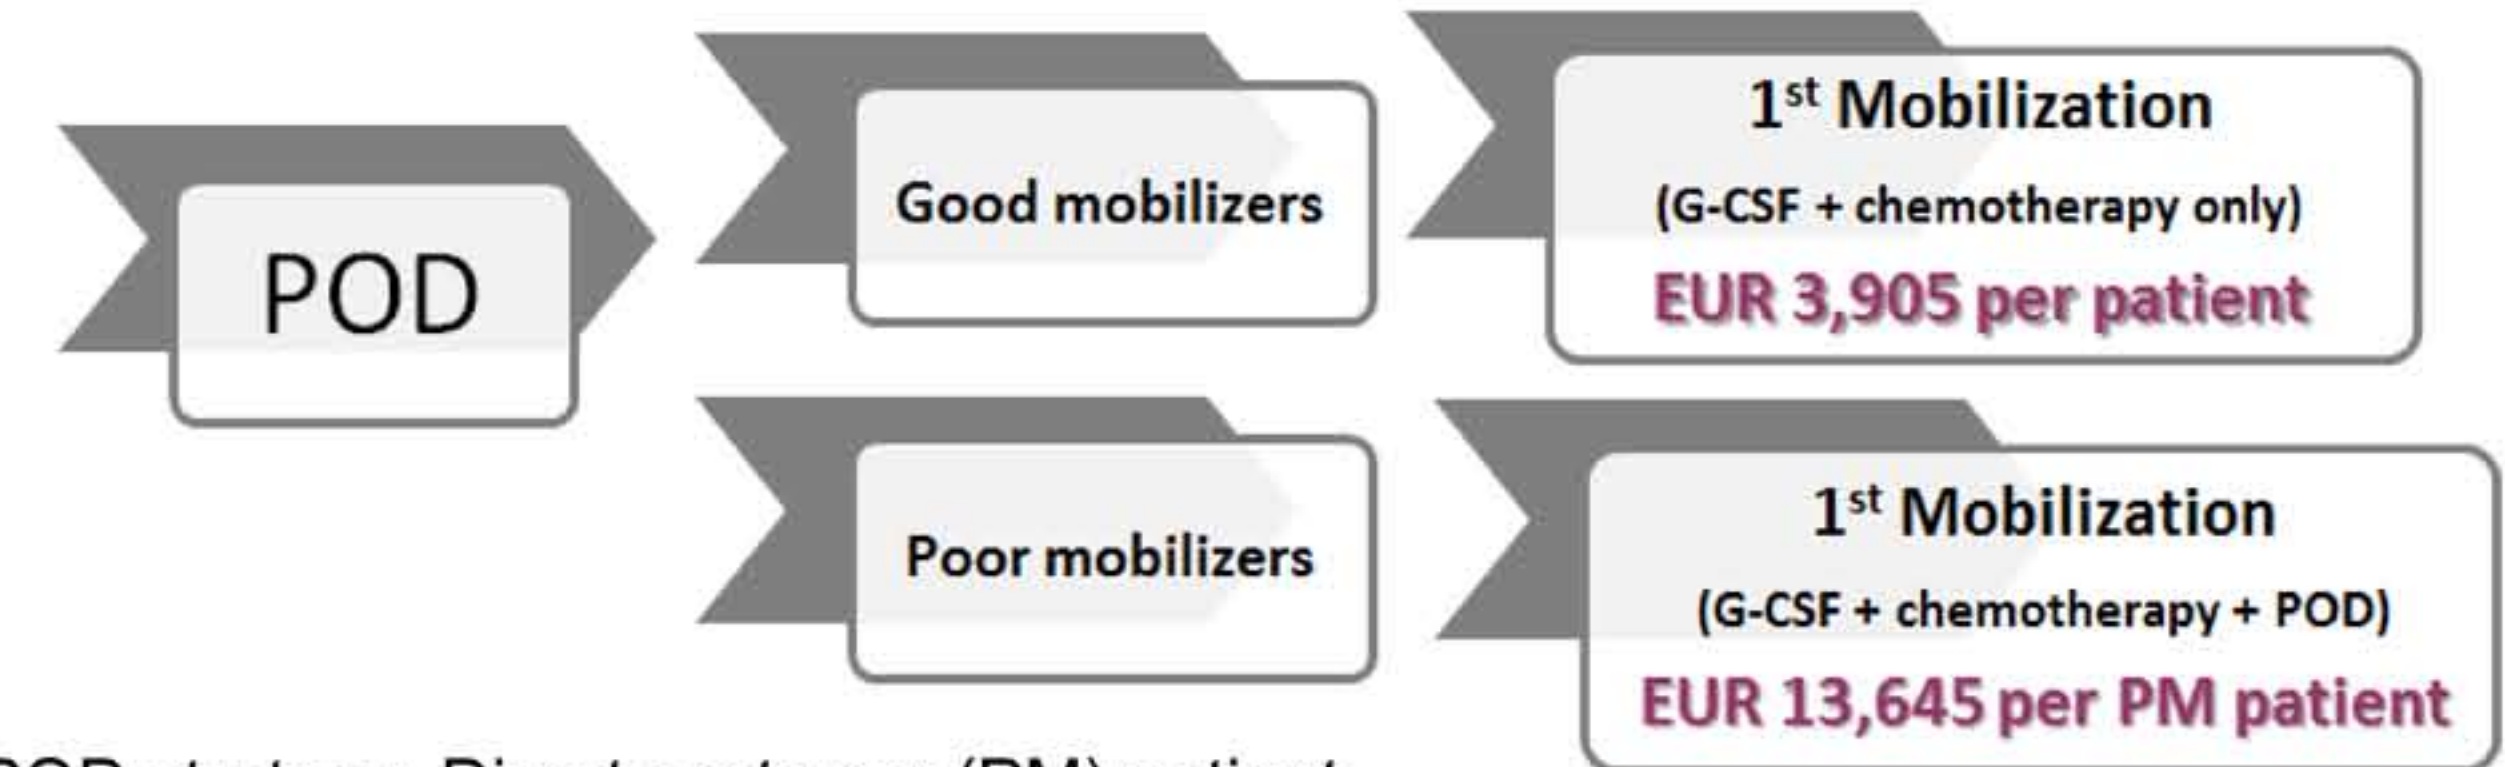 POD
Good mobilizers
1st Mobilization
(G-CSF + chemotherapy only)
EUR 3,905 per patient
Poor mobilizers
1st Mobilization
(G-CSF + chemotherapy + POD)
EUR 13,645 per PM patient